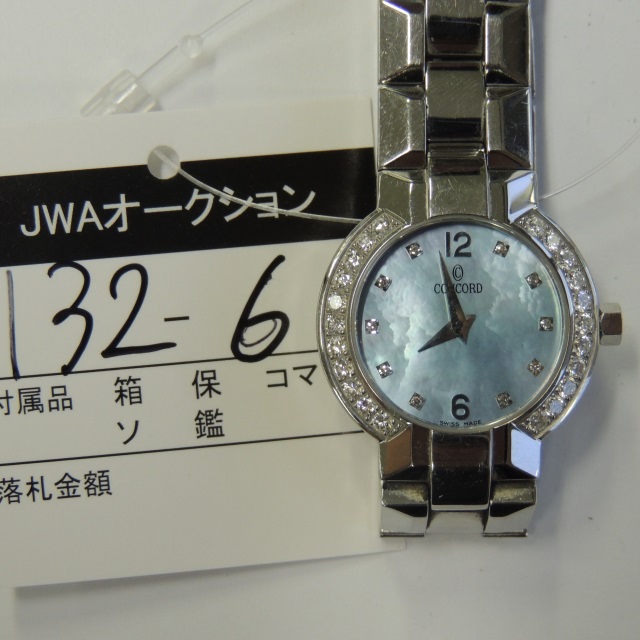 JWAオークション
132-6
付属品 箱 保 コマ
ソ 鑑
落札金額
12
CONCORD
6
SWISS MADE